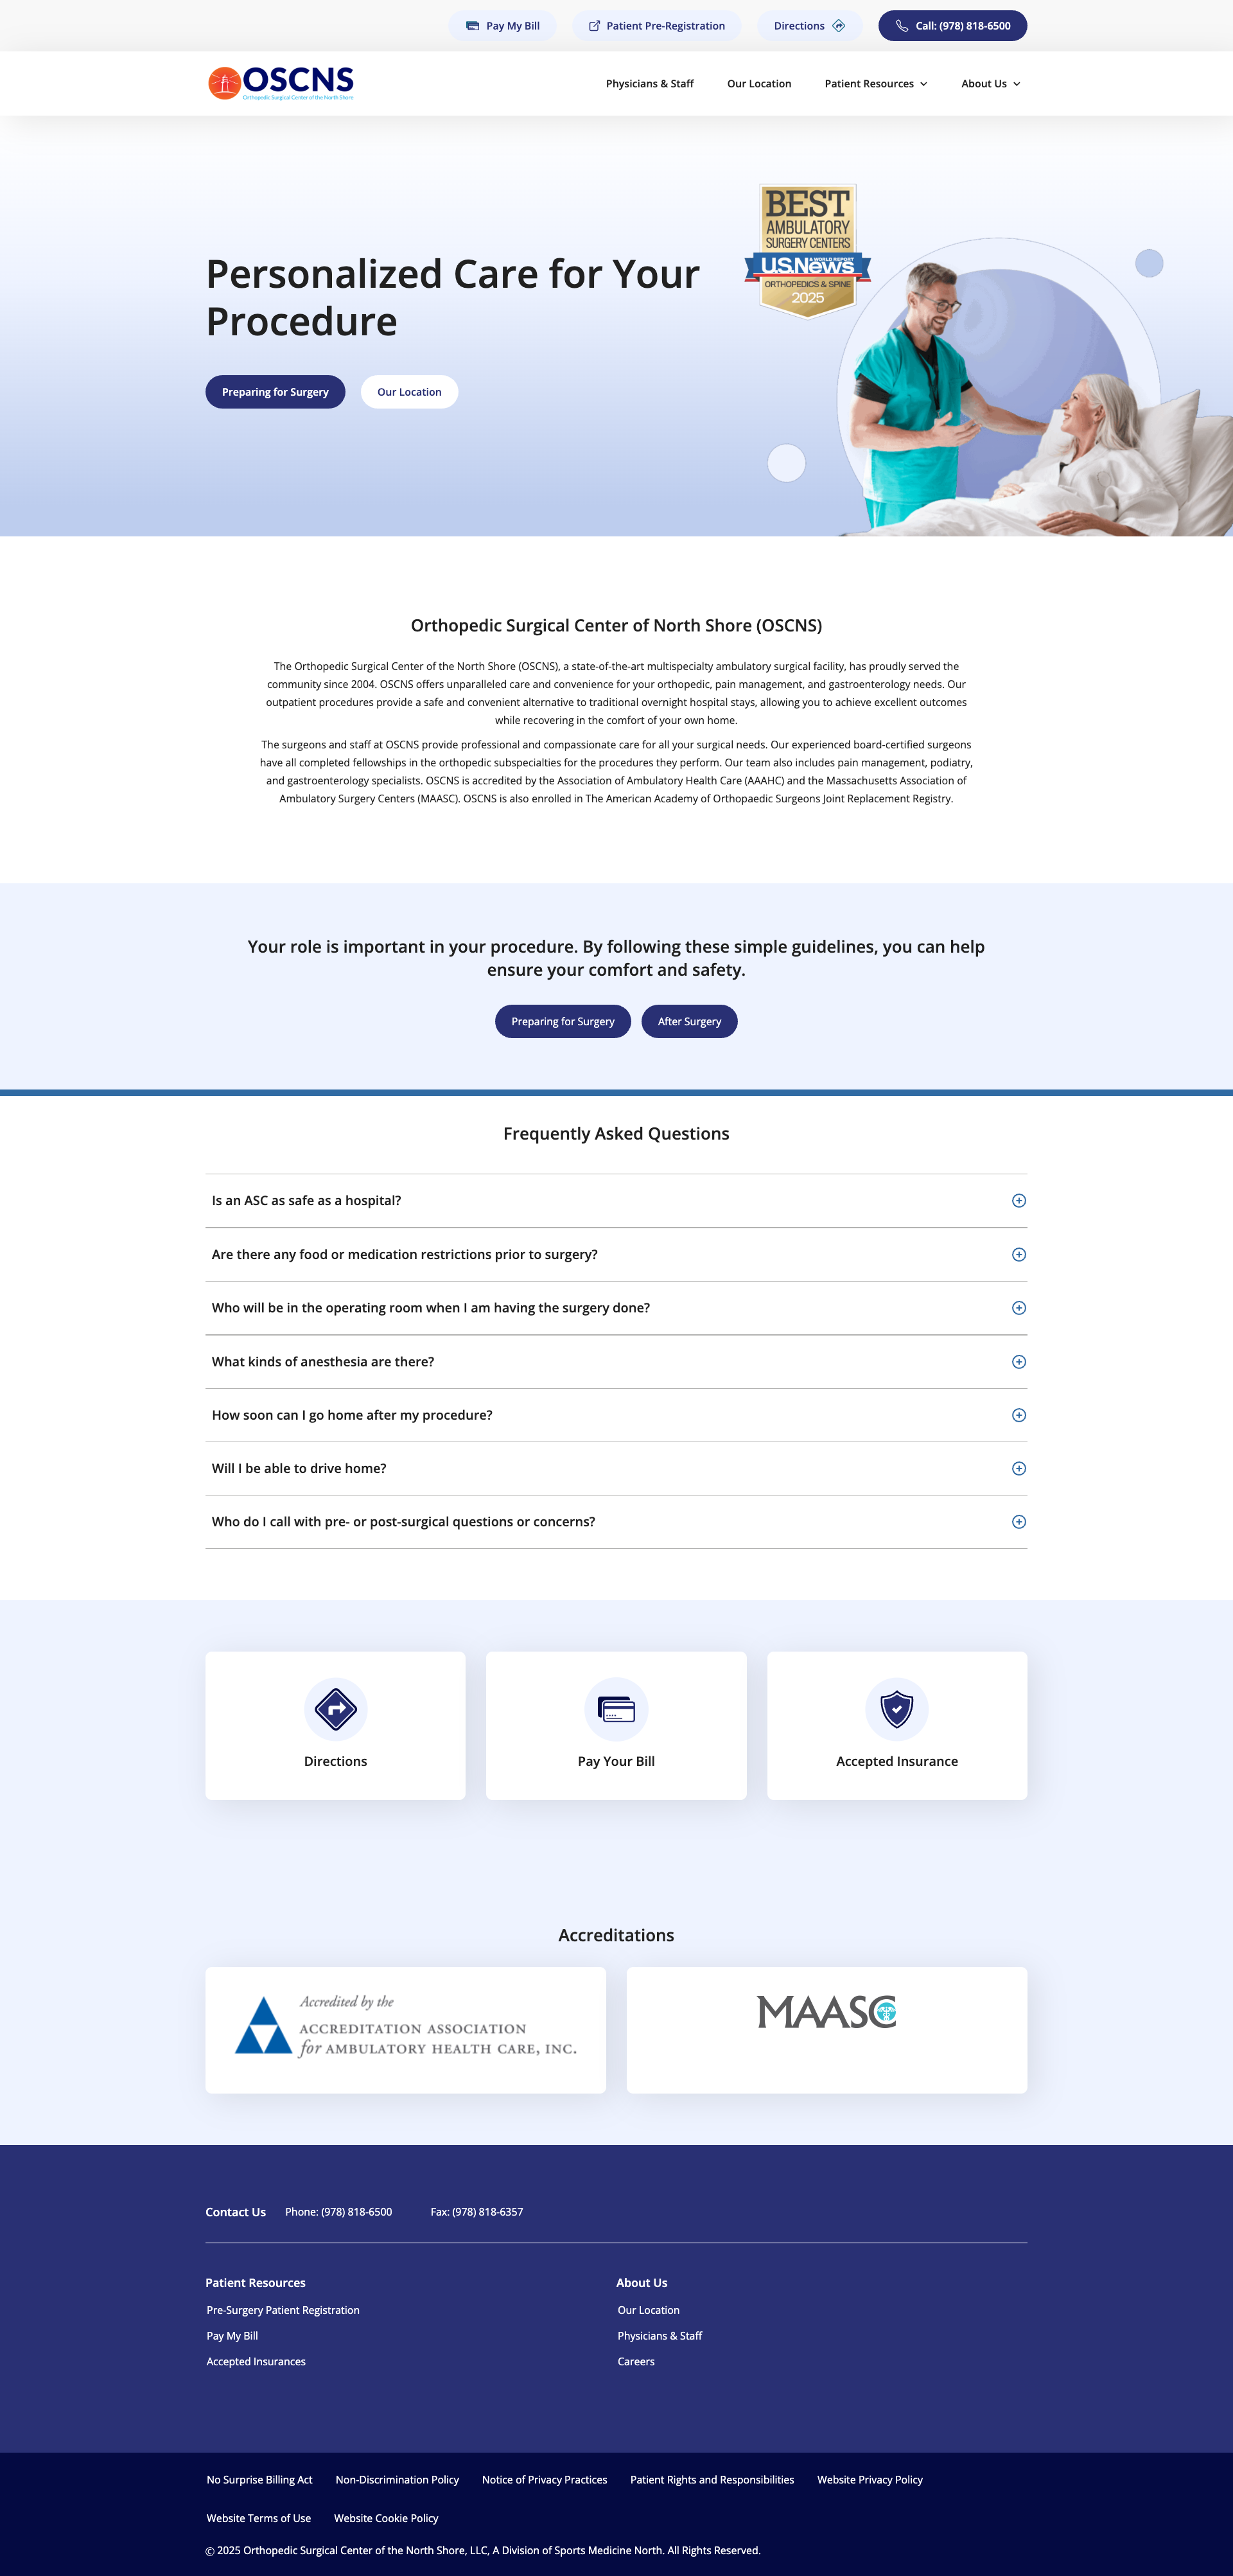 Pay My Bill
Patient Pre-Registration
Directions
Call: (978) 818-6500
OSCNS
Orthopedic Surgical Center of the North Shore
Physicians & Staff
Our Location
Patient Resources
About Us
BEST
AMBULATORY
SURGERY CENTERS
U.S. News
& WORLD REPORT
ORTHOPEDICS & SPINE
2025
Personalized Care for Your
Procedure
Preparing for Surgery
Our Location
Orthopedic Surgical Center of North Shore (OSCNS)
The Orthopedic Surgical Center of the North Shore (OSCNS), a state-of-the-art multispecialty ambulatory surgical facility, has proudly served the
community since 2004. OSCNS offers unparalleled care and convenience for your orthopedic, pain management, and gastroenterology needs. Our
outpatient procedures provide a safe and convenient alternative to traditional overnight hospital stays, allowing you to achieve excellent outcomes
while recovering in the comfort of your own home.
The surgeons and staff at OSCNS provide professional and compassionate care for all your surgical needs. Our experienced board-certified surgeons
have all completed fellowships in the orthopedic subspecialties for the procedures they perform. Our team also includes pain management, podiatry,
and gastroenterology specialists. OSCNS is accredited by the Association of Ambulatory Health Care (AAAHC) and the Massachusetts Association of
Ambulatory Surgery Centers (MAASC). OSCNS is also enrolled in The American Academy of Orthopaedic Surgeons Joint Replacement Registry.
Your role is important in your procedure. By following these simple guidelines, you can help
ensure your comfort and safety.
Preparing for Surgery
After Surgery
Frequently Asked Questions
Is an ASC as safe as a hospital?
Are there any food or medication restrictions prior to surgery?
Who will be in the operating room when I am having the surgery done?
What kinds of anesthesia are there?
How soon can I go home after my procedure?
Will I be able to drive home?
Who do I call with pre- or post-surgical questions or concerns?
Directions
Pay Your Bill
Accepted Insurance
Accreditations
Accredited by the
ACCREDITATION ASSOCIATION
for AMBULATORY HEALTH CARE, INC.
MAASC
Contact Us
Phone: (978) 818-6500
Fax: (978) 818-6357
Patient Resources
Pre-Surgery Patient Registration
Pay My Bill
Accepted Insurances
About Us
Our Location
Physicians & Staff
Careers
No Surprise Billing Act
Non-Discrimination Policy
Notice of Privacy Practices
Patient Rights and Responsibilities
Website Privacy Policy
Website Terms of Use
Website Cookie Policy
© 2025 Orthopedic Surgical Center of the North Shore, LLC, A Division of Sports Medicine North. All Rights Reserved.